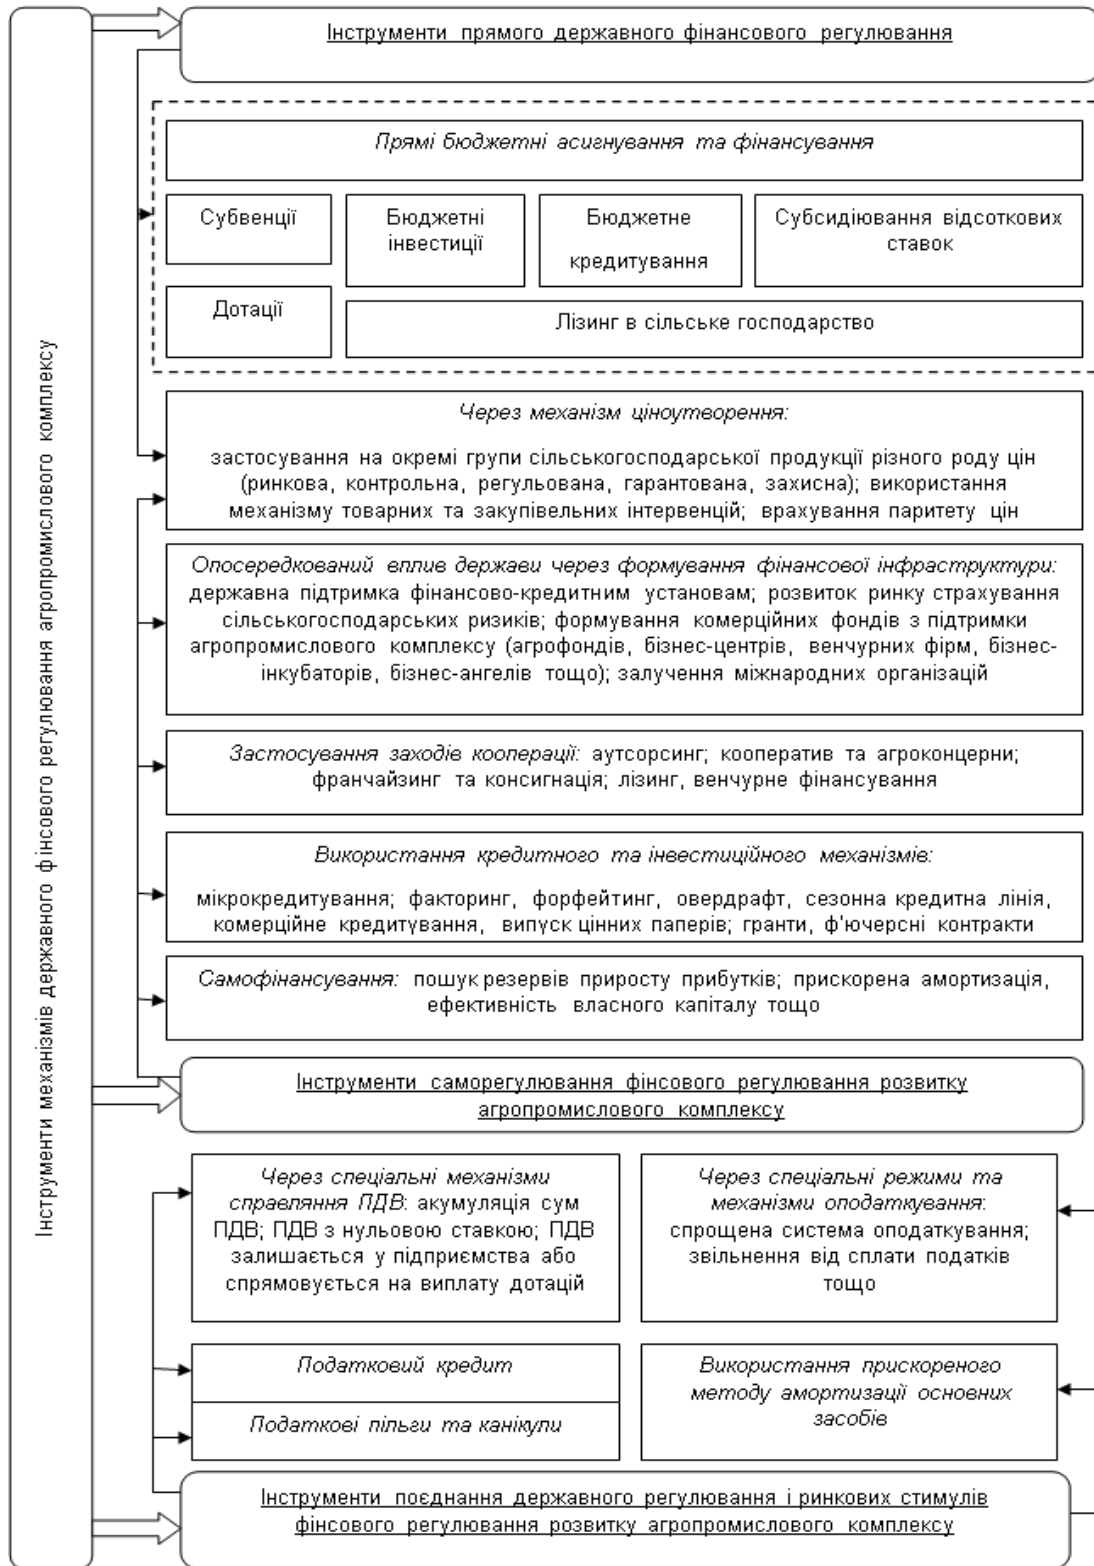 Інструменти механізмів державного фінсового регулювання агропромислового комплексу
Інструменти прямого державного фінансового регулювання
Прямі бюджетні асигнування та фінансування
Субвенції
Бюджетні
інвестиції
Бюджетне
кредитування
Субсидіювання відсоткових
ставок
Дотації
Лізинг в сільське господарство
Через механізм ціноутворення:
застосування на окремі групи сільськогосподарської продукції різного роду цін
(ринкова, контрольна, регульована, гарантована, захисна); використання
механізму товарних та закупівельних інтервенцій; врахування паритету цін
Опосередкований вплив держави через формування фінансової інфраструктури:
державна підтримка фінансово-кредитним установам; розвиток ринку страхування
сільськогосподарських ризиків; формування комерційних фондів з підтримки
агропромислового комплексу (агрофондів, бізнес-центрів, венчурних фірм, бізнес-
інкубаторів, бізнес-ангелів тощо); залучення міжнародних організацій
Застосування заходів кооперації: аутсорсинг; кооператив та агроконцерни;
франчайзинг та консигнація; лізинг, венчурне фінансування
Використання кредитного та інвестиційного механізмів:
мікрокредитування; факторинг, форфейтинг, овердрафт, сезонна кредитна лінія,
комерційне кредитування, випуск цінних паперів; гранти, ф'ючерсні контракти
Самофінансування: пошук резервів приросту прибутків; прискорена амортизація,
ефективність власного капіталу тощо
Інструменти саморегулювання фінсового регулювання розвитку
агропромислового комплексу
Через спеціальні механізми
справляння ПДВ: акумуляція сум
ПДВ; ПДВ з нульовою ставкою; ПДВ
залишається у підприємства або
спрямовується на виплату дотацій
Через спеціальні режими та
механізми оподаткування:
спрощена система оподаткування;
звільнення від сплати податків
тощо
Податковий кредит
Податкові пільги та канікули
Використання прискореного
методу амортизації основних
засобів
Інструменти поєднання державного регулювання і ринкових стимулів
фінсового регулювання розвитку агропромислового комплексу